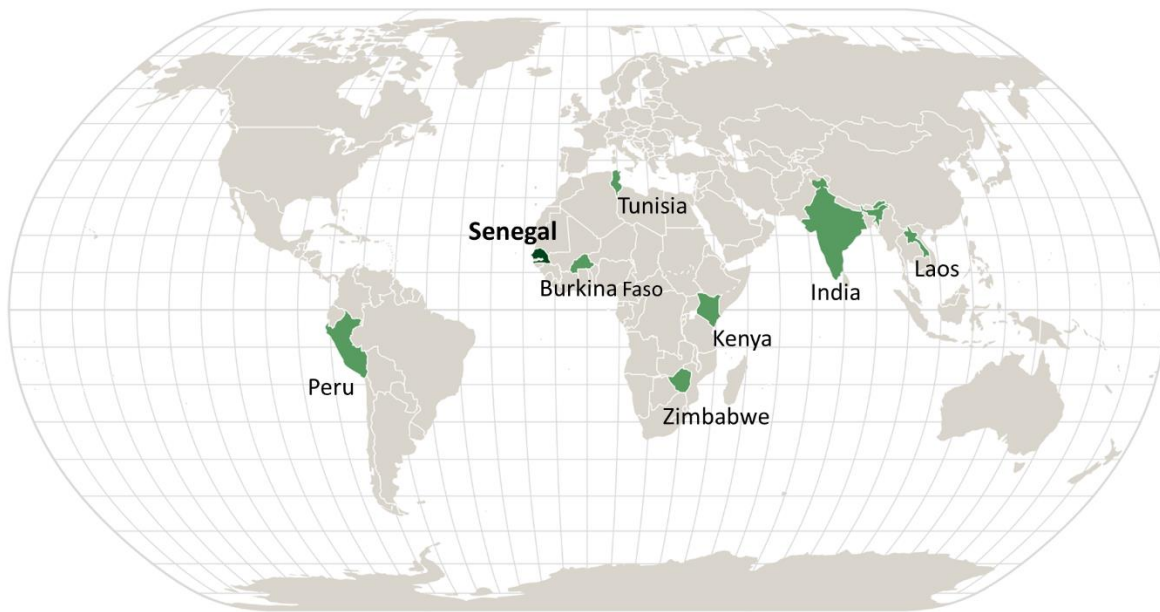 Tunisia
Senegal
Burkina Faso
Laos
India
Kenya
Peru
Zimbabwe